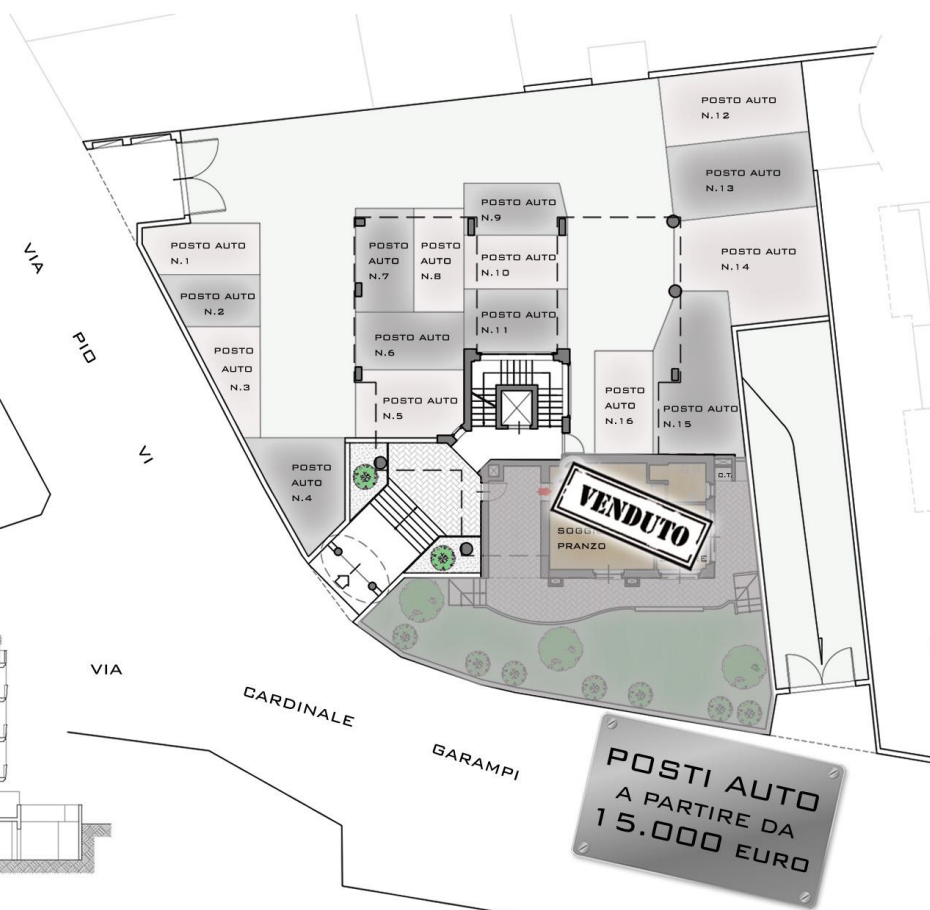 POSTO AUTO
N.12
POSTO AUTO
N.13
POSTO AUTO
N.9
POSTO AUTO
N.1
POSTO
AUTO
N.7
POSTO
AUTO
N.8
POSTO AUTO
N.10
POSTO AUTO
N.14
VIA
PIO
VI
POSTO AUTO
N.2
POSTO AUTO
N.11
POSTO AUTO
N.6
POSTO
AUTO
N.3
POSTO AUTO
N.5
POSTO
AUTO
N.16
POSTO AUTO
N.15
POSTO
AUTO
N.4
C.T.
VENDUTO
PRANZO
VIA
CARDINALE
GARAMPI
POSTI AUTO
A PARTIRE DA
15.000 EURO